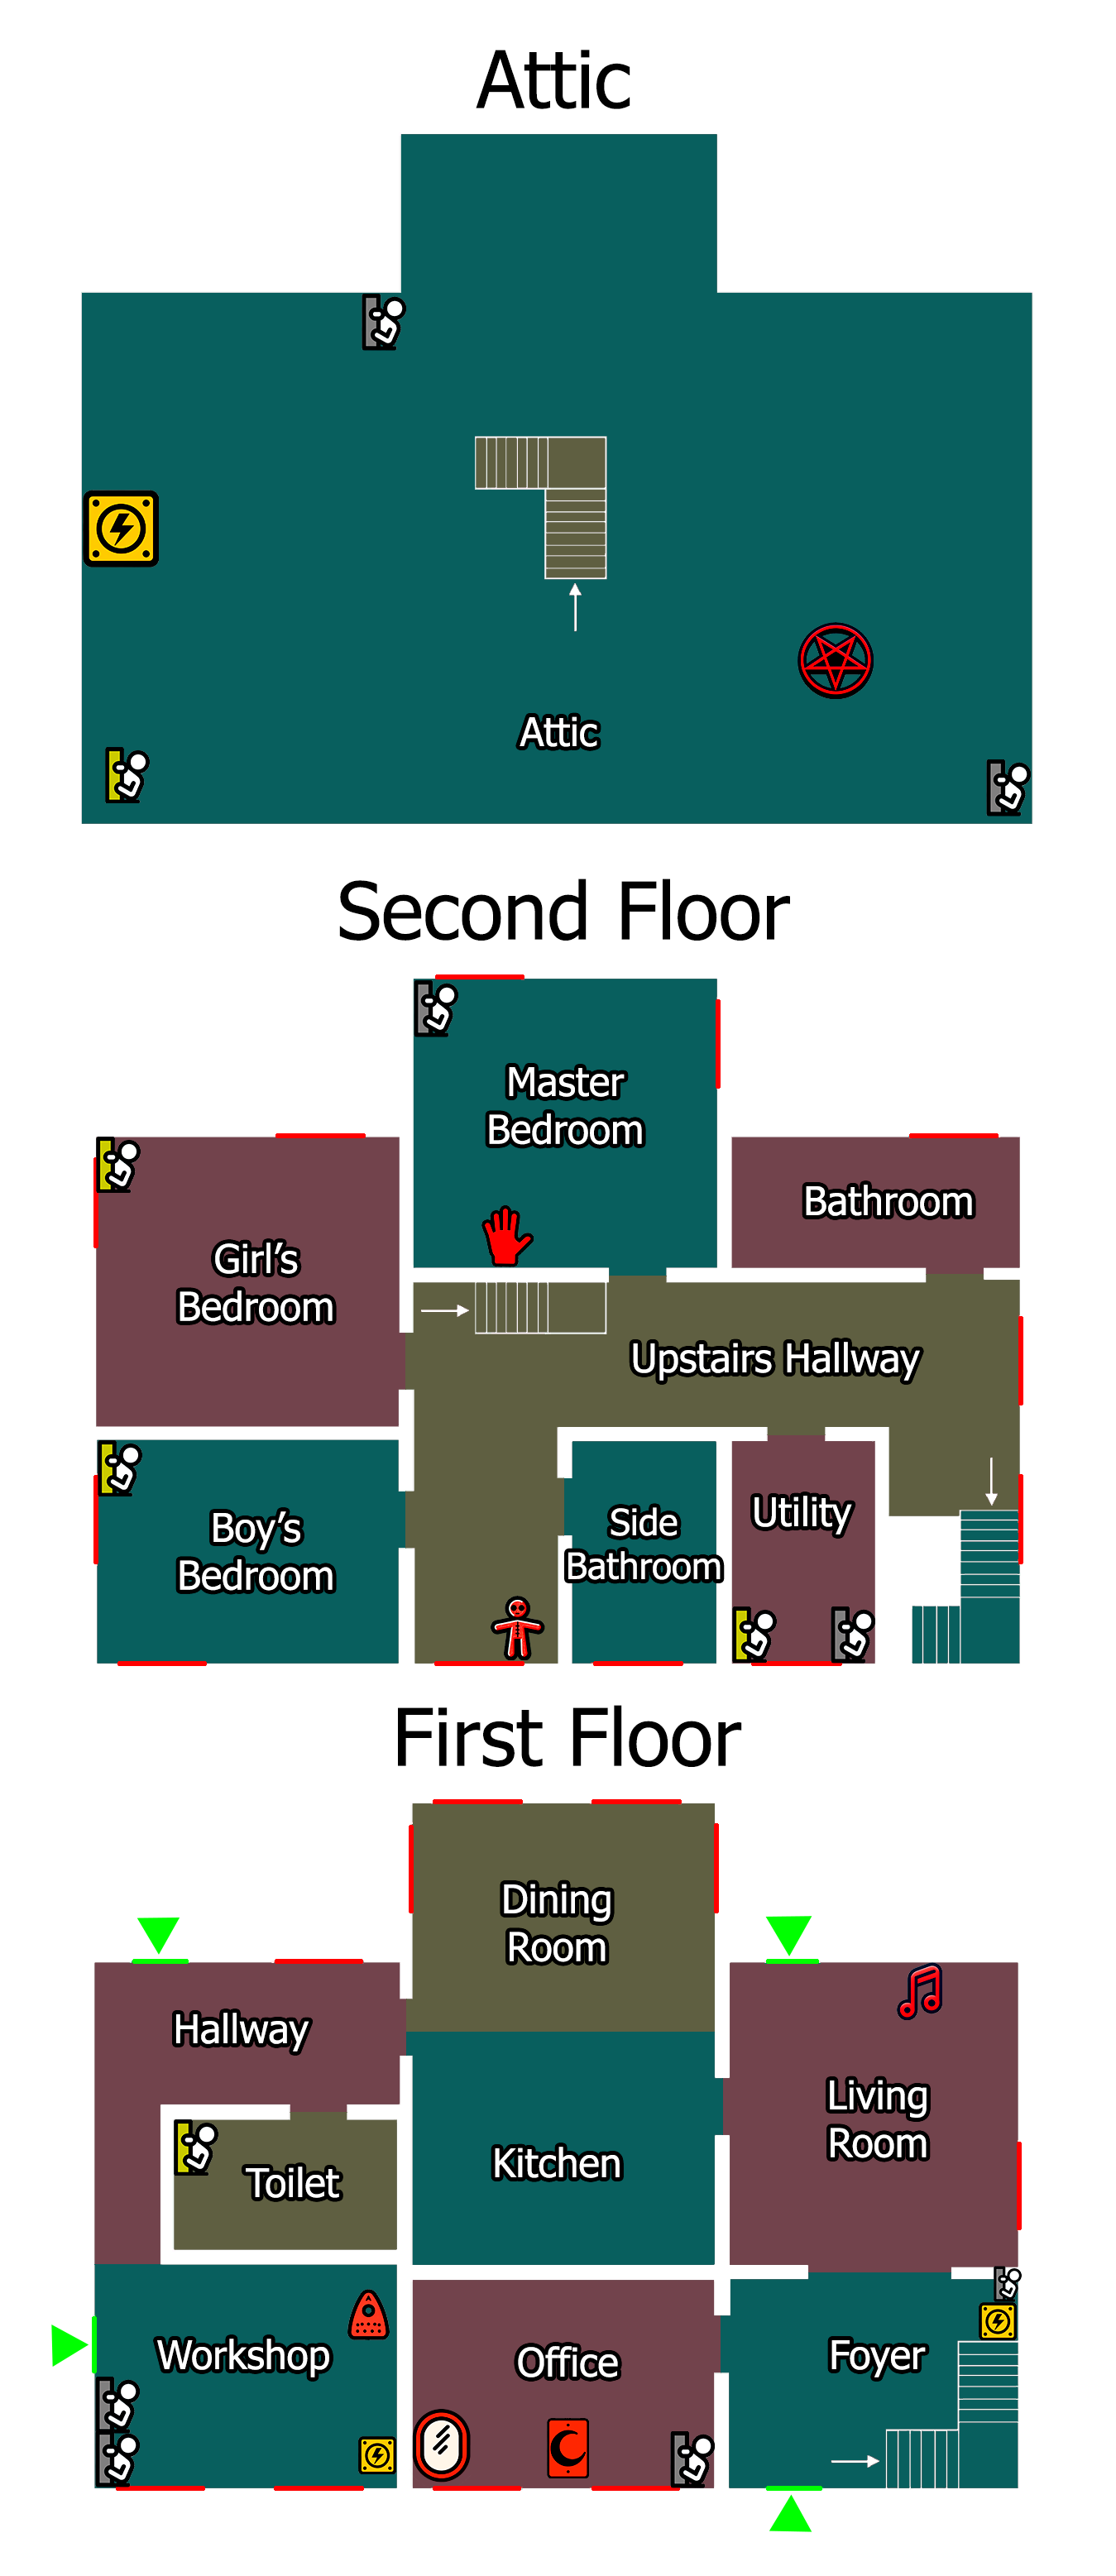 Attic
Attic
Second Floor
Master
Bedroom
Bathroom
Girl's
Bedroom
Upstairs Hallway
Boy's
Bedroom
Side
Bathroom
Utility
First Floor
Dining
Room
Hallway
Living
Room
Kitchen
Toilet
Workshop
Office
Foyer